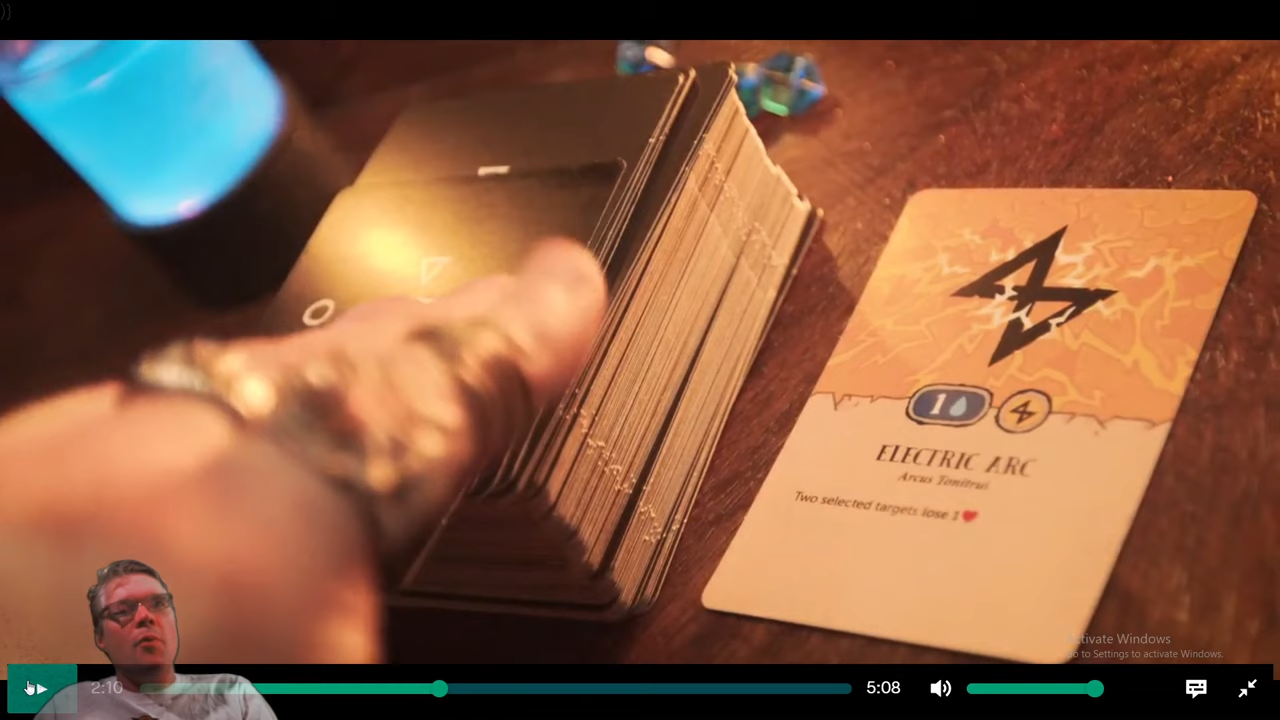 )}
1
ELECTRIC ARC
Arcus Tonitrui
Two selected targets lose 1
Activate Windows
Go to Settings to activate Windows.
2:10
5:08